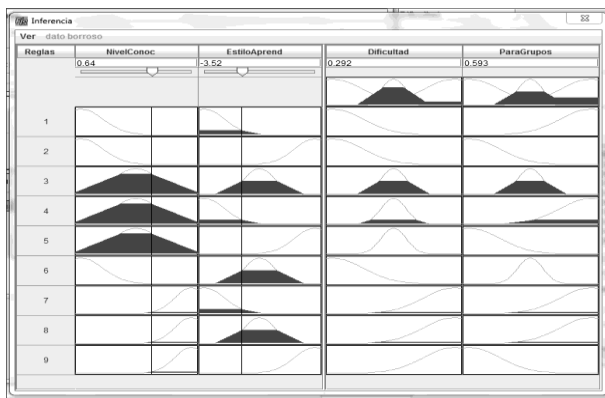 Inferencia
Ver dato borroso
Reglas NivelConoc EstiloAprend Dificultad ParaGrupos
0.64 -3.52 0.292 0.593
1
2
3
4
5
6
7
8
9